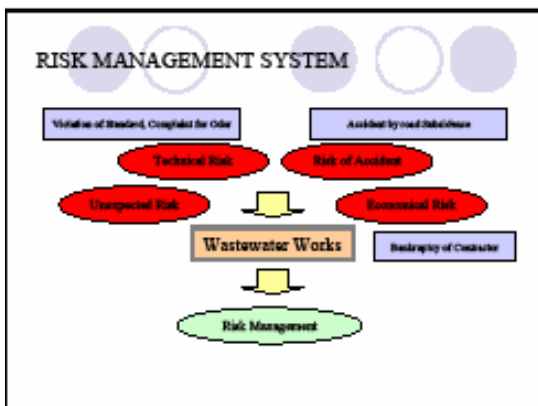 RISK MANAGEMENT SYSTEM
Violation of Standard, Complaint for Odor
Accident by road Subsidence
Technical Risk
Risk of Accident
Unexpected Risk
Economical Risk
Wastewater Works
Bankruptcy of Contractor
Risk Management